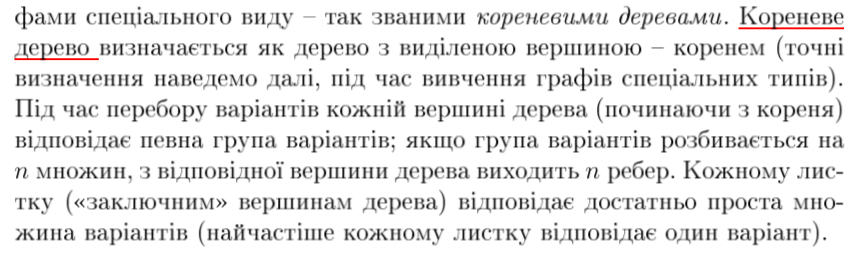 фами спеціального виду – так званими кореневими деревами. Кореневе
дерево визначається як дерево з виділеною вершиною – коренем (точні
визначення наведемо далі, під час вивчення графів спеціальних типів).
Під час перебору варіантів кожній вершині дерева (починаючи з кореня)
відповідає певна група варіантів; якщо група варіантів розбивається на
n множин, з відповідної вершини дерева виходить n ребер. Кожному лис-
тку («заключним» вершинам дерева) відповідає достатньо проста мно-
жина варіантів (найчастіше кожному листку відповідає один варіант).